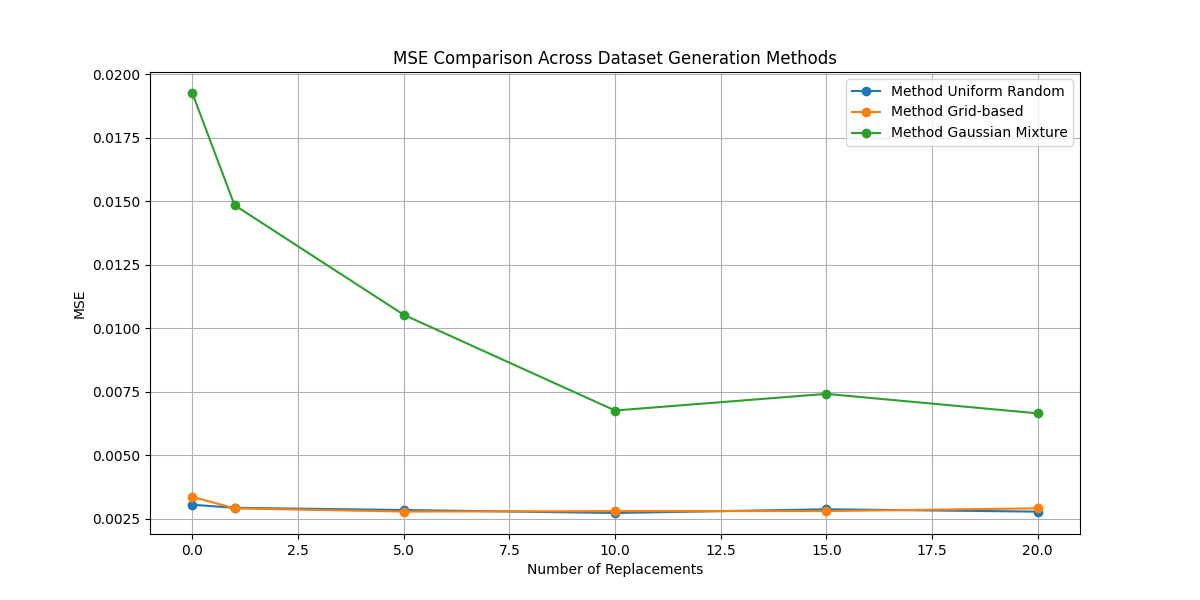 MSE Comparison Across Dataset Generation Methods
Method Uniform Random
Method Grid-based
Method Gaussian Mixture
MSE
0.0200
0.0175
0.0150
0.0125
0.0100
0.0075
0.0050
0.0025
0.0 2.5 5.0 7.5 10.0 12.5 15.0 17.5 20.0
Number of Replacements